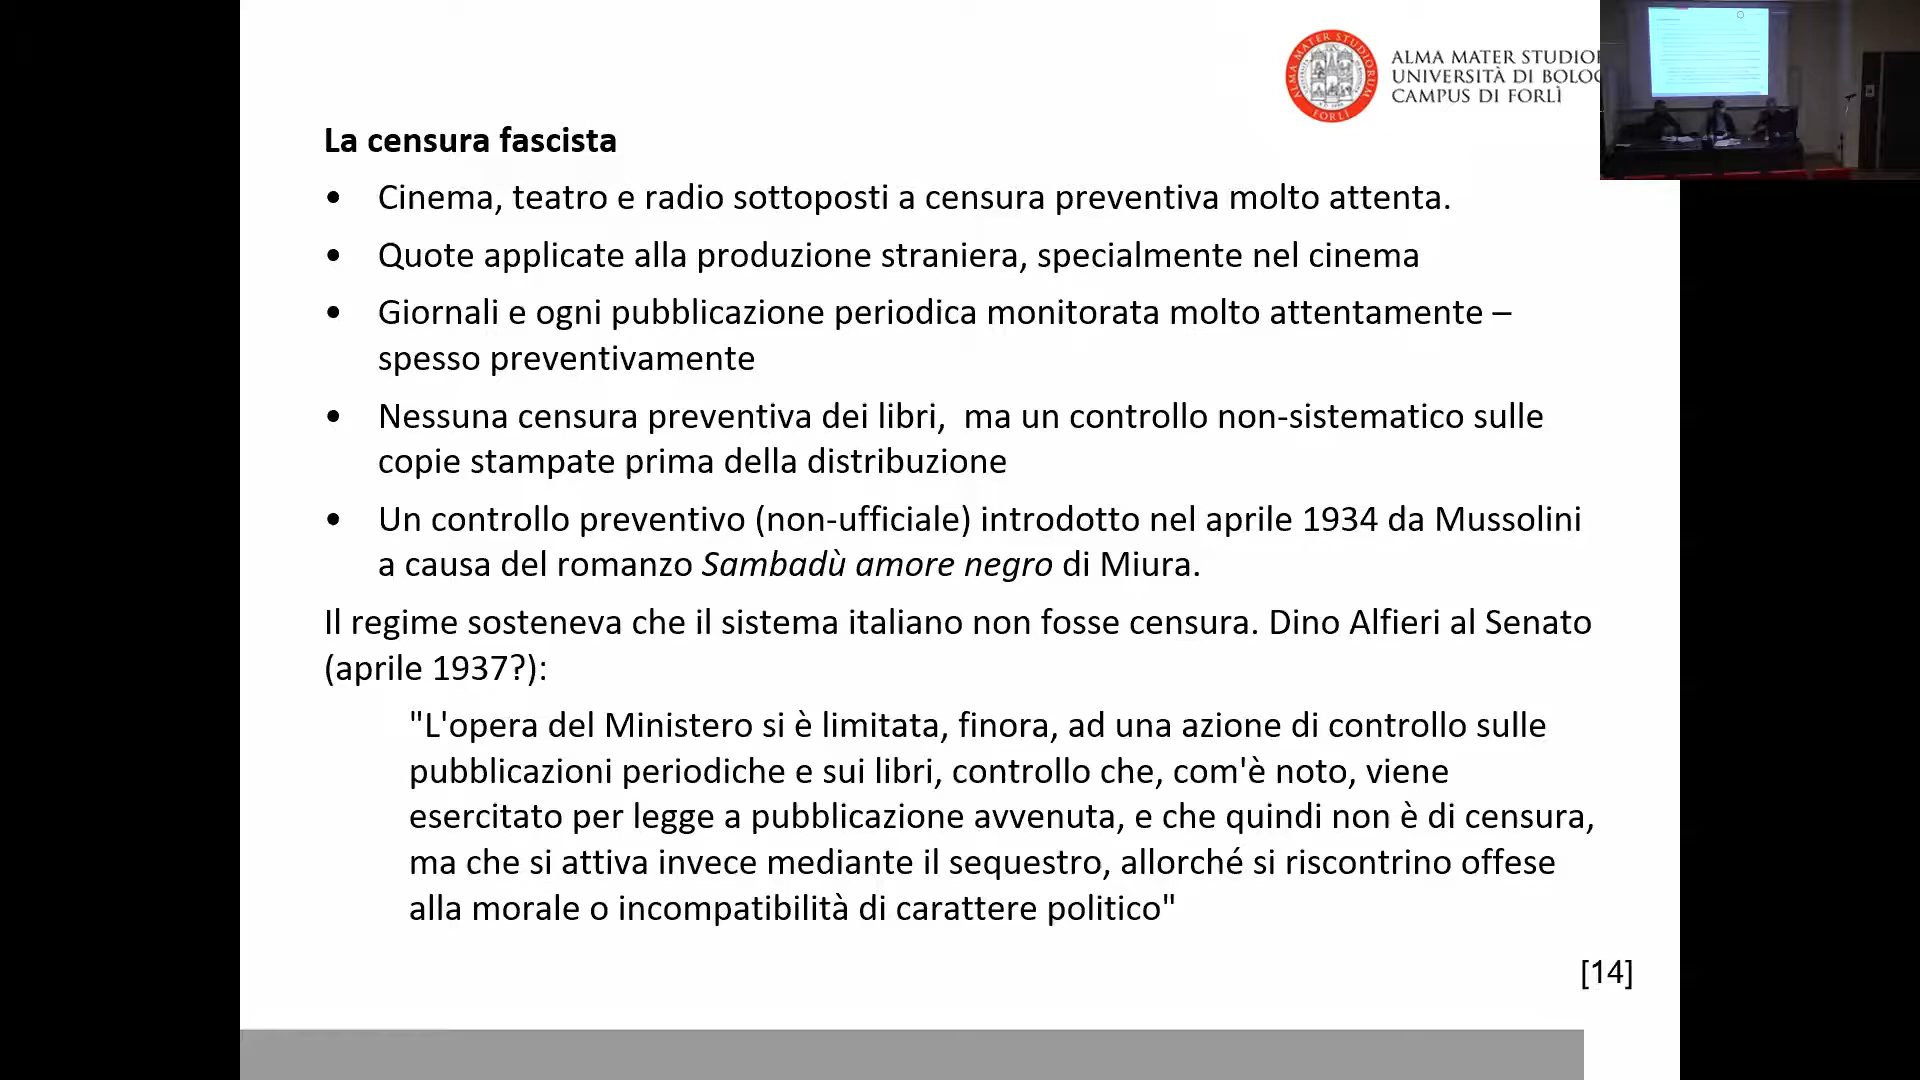 ALMA MATER STUDIORUM
FORLÌ
ALMA MATER STUDIO
UNIVERSITÀ DI BOLO
CAMPUS DI FORLÌ
La censura fascista
• Cinema, teatro e radio sottoposti a censura preventiva molto attenta.
• Quote applicate alla produzione straniera, specialmente nel cinema
• Giornali e ogni pubblicazione periodica monitorata molto attentamente –
spesso preventivamente
• Nessuna censura preventiva dei libri,  ma un controllo non-sistematico sulle
copie stampate prima della distribuzione
• Un controllo preventivo (non-ufficiale) introdotto nel aprile 1934 da Mussolini
a causa del romanzo Sambadù amore negro di Miura.
Il regime sosteneva che il sistema italiano non fosse censura. Dino Alfieri al Senato
(aprile 1937?):
"L'opera del Ministero si è limitata, finora, ad una azione di controllo sulle
pubblicazioni periodiche e sui libri, controllo che, com'è noto, viene
esercitato per legge a pubblicazione avvenuta, e che quindi non è di censura,
ma che si attiva invece mediante il sequestro, allorché si riscontrino offese
alla morale o incompatibilità di carattere politico"
[14]